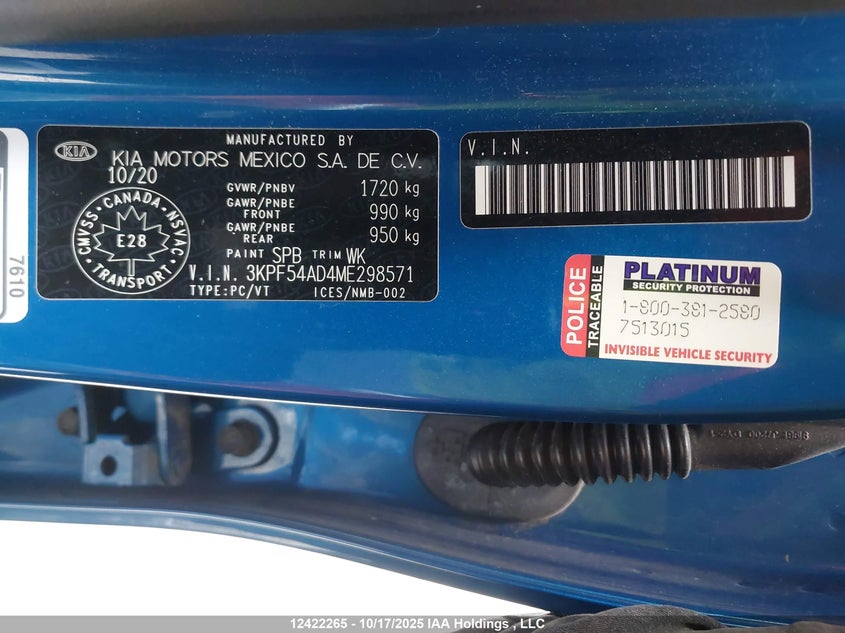 KIA
MANUFACTURED BY
KIA MOTORS MEXICO S.A. DE C.V.
10/20
GVWR/PNBV 1720 kg
GAWR/PNBE FRONT 990 kg
GAWR/PNBE REAR 950 kg
PAINT SPB TRIM WK
V.I.N. 3KPF54AD4ME298571
TYPE:PC/VT ICES/NMB-002
CMVSS CANADA NSVAC
E28
TRANSPORT
V.I.N.
7610
POLICE
TRACEABLE
PLATINUM
SECURITY PROTECTION
1-800-381-2580
7513015
INVISIBLE VEHICLE SECURITY
12422265 - 10/17/2025 IAA Holdings , LLC